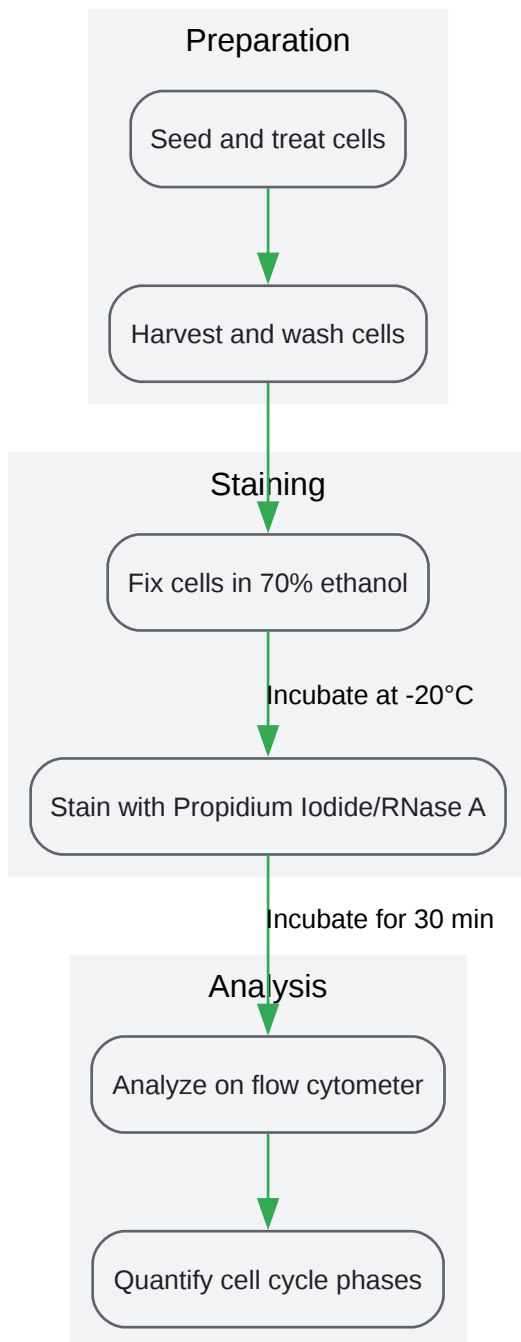 Preparation
Seed and treat cells
Harvest and wash cells
Staining
Fix cells in 70% ethanol
Incubate at -20°C
Stain with Propidium Iodide/RNase A
Incubate for 30 min
Analysis
Analyze on flow cytometer
Quantify cell cycle phases